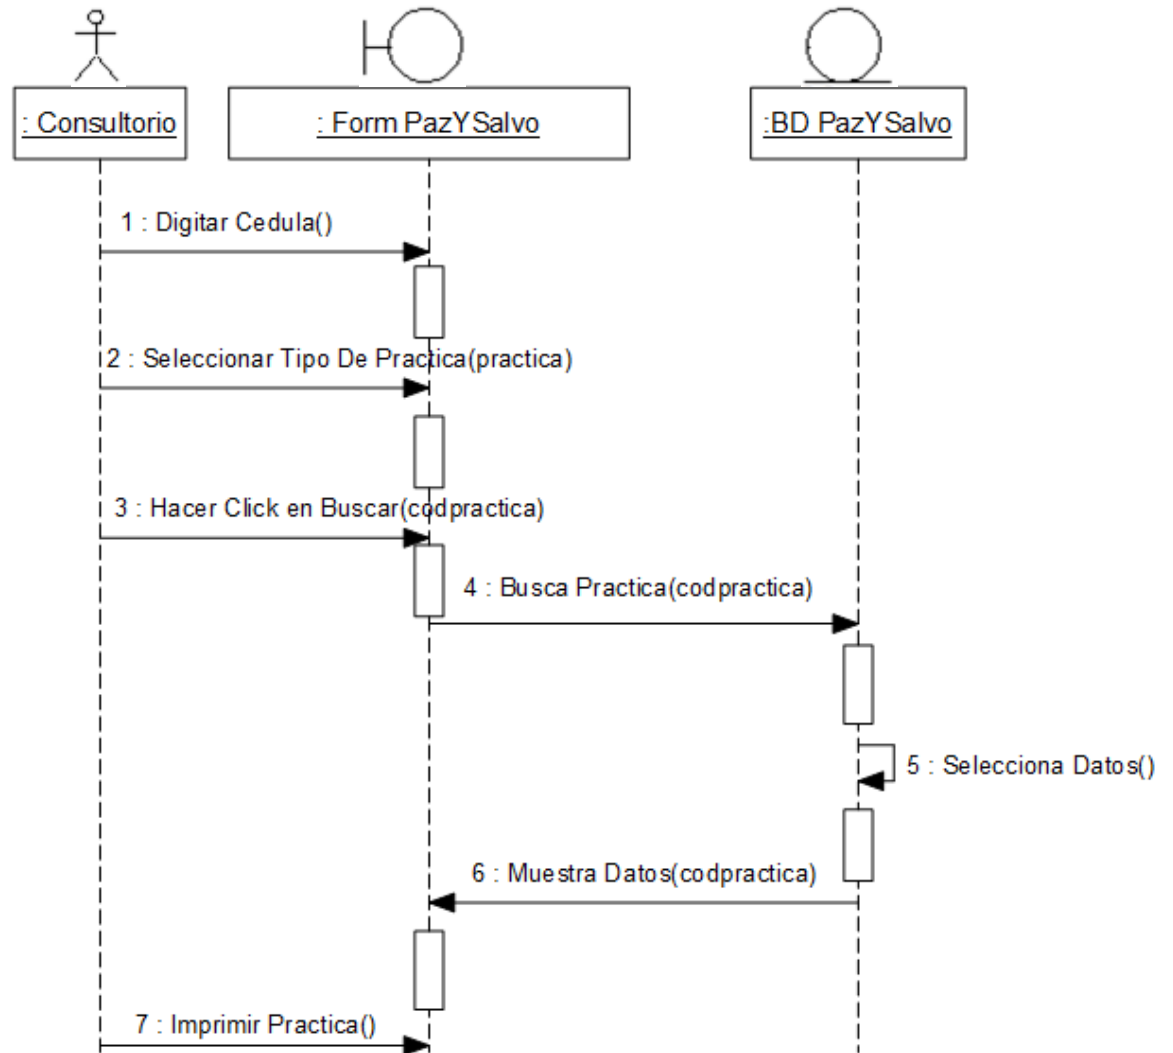 : Consultorio
: Form PazYSalvo
:BD PazYSalvo
1 : Digitar Cedula()
2 : Seleccionar Tipo De Practica(practica)
3 : Hacer Click en Buscar(codpractica)
4 : Busca Practica(codpractica)
5 : Selecciona Datos()
6 : Muestra Datos(codpractica)
7 : Imprimir Practica()